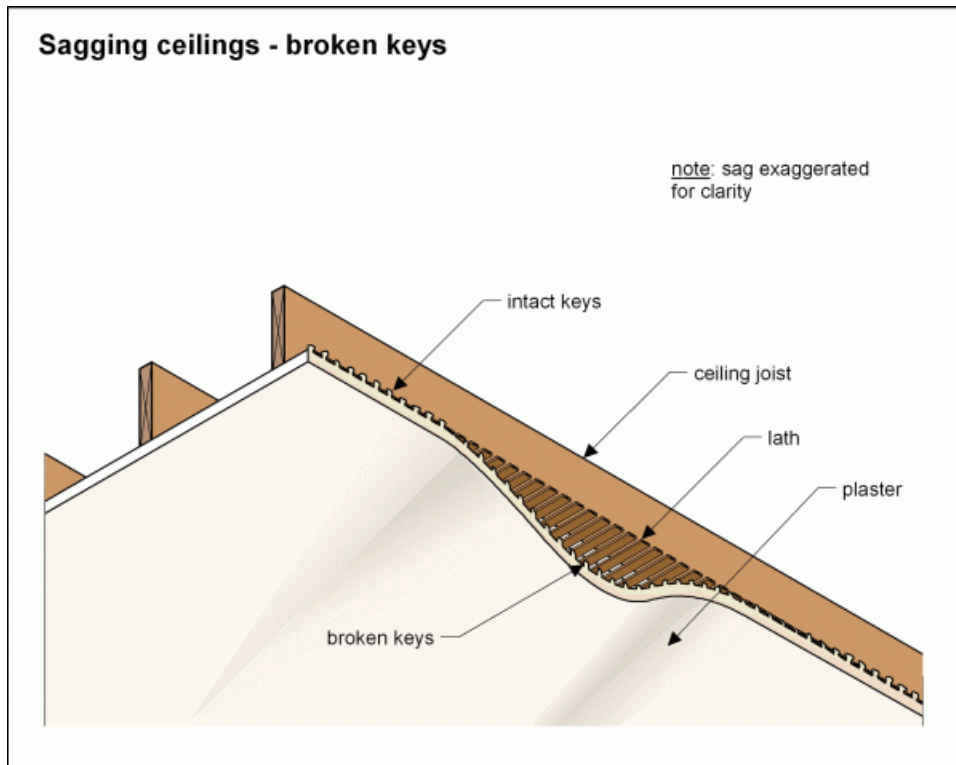 Sagging ceilings - broken keys
note: sag exaggerated
for clarity
intact keys
ceiling joist
lath
plaster
broken keys